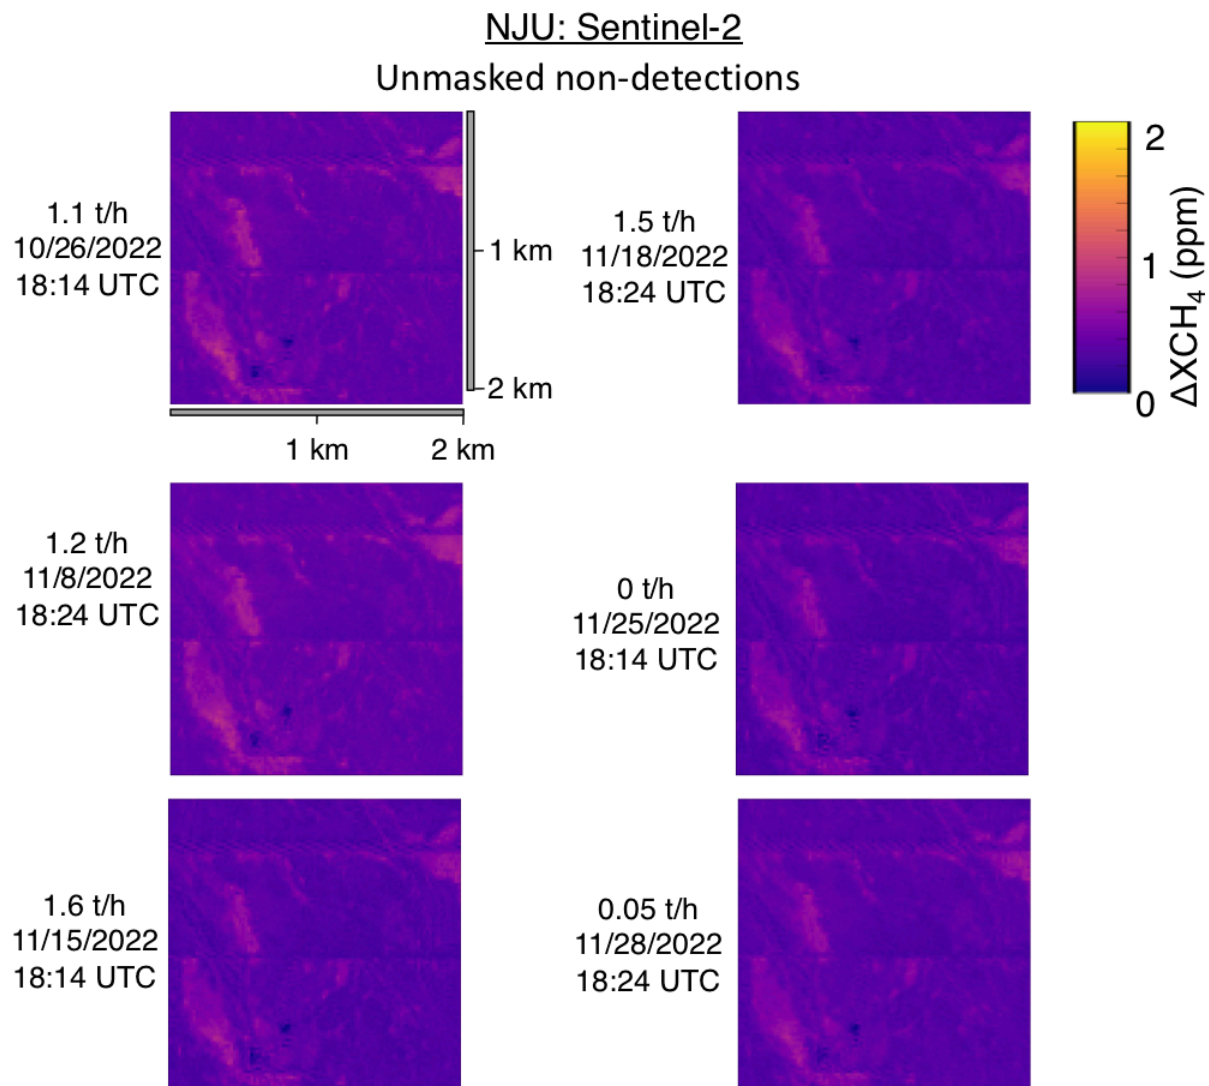 NJU: Sentinel-2
Unmasked non-detections
1.1 t/h
10/26/2022
18:14 UTC
1 km
2 km
1 km
2 km
1.5 t/h
11/18/2022
18:24 UTC
2
1
0
ΔXCH₄ (ppm)
1.2 t/h
11/8/2022
18:24 UTC
0 t/h
11/25/2022
18:14 UTC
1.6 t/h
11/15/2022
18:14 UTC
0.05 t/h
11/28/2022
18:24 UTC